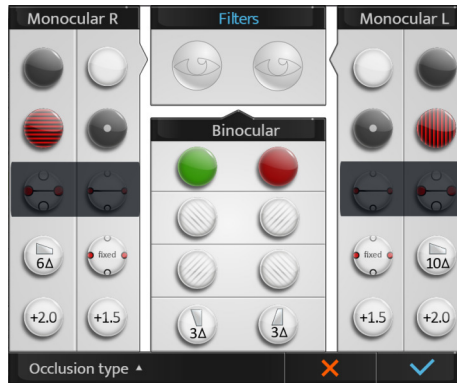 Monocular R
Filters
Monocular L
Binocular
6Δ
fixed
fixed
10Δ
+2.0
+1.5
3Δ
3Δ
+1.5
+2.0
Occlusion type